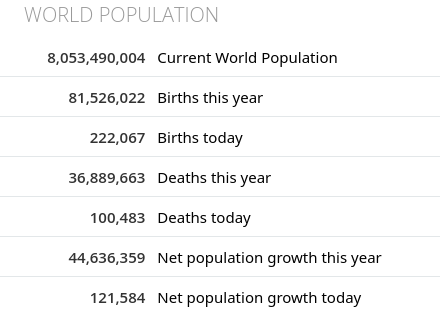 WORLD POPULATION
8,053,490,004 Current World Population
81,526,022 Births this year
222,067 Births today
36,889,663 Deaths this year
100,483 Deaths today
44,636,359 Net population growth this year
121,584 Net population growth today